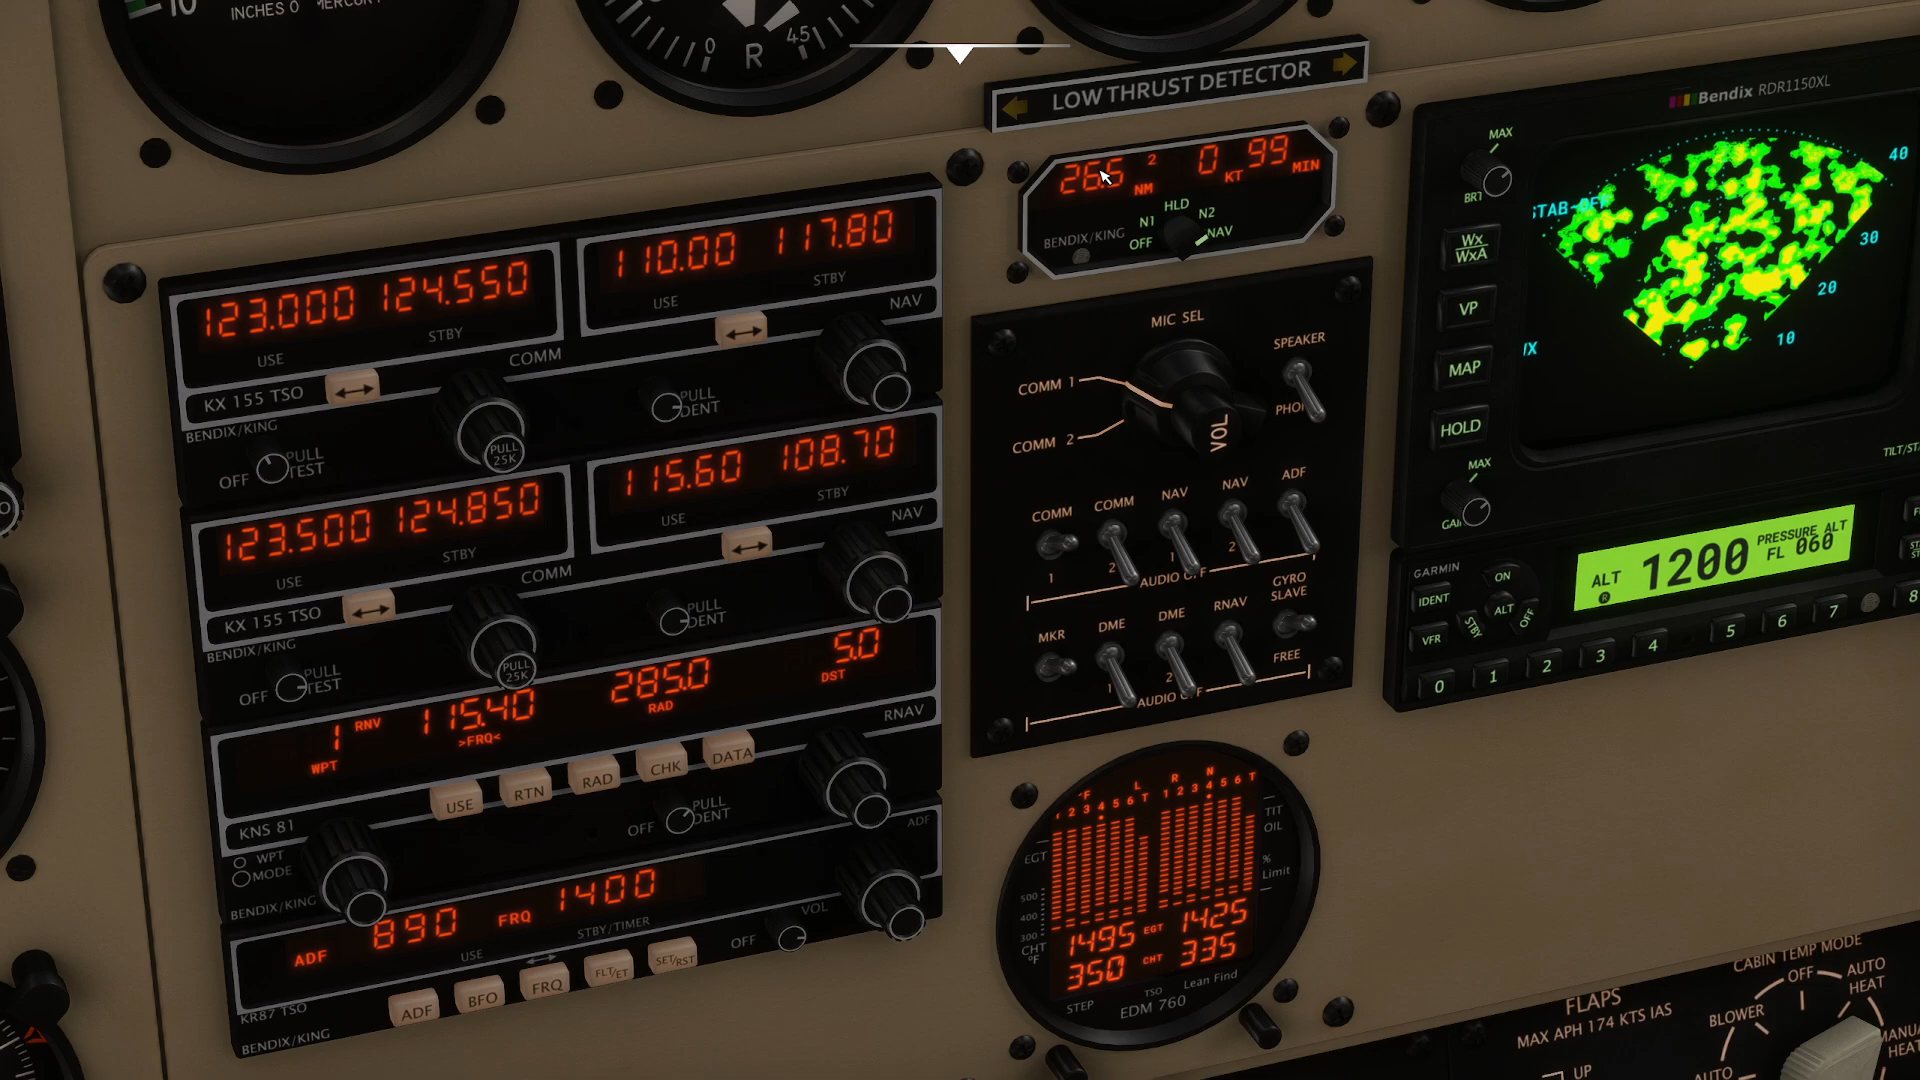 10
INCHES 0 MERCURY
0
R
45
LOW THRUST DETECTOR
26.5 NM 2 0 KT 99 MIN
HLD
N1 N2
OFF NAV
BENDIX/KING
Bendix RDR1150XL
MAX
BRT
Wx
WxA
VP
MAP
HOLD
MAX
STAB-OFF
40
30
20
10
123.000 124.550
USE STBY
COMM
KX 155 TSO
BENDIX/KING
OFF PULL TEST
PULL 25K
110.00 117.80
USE STBY
NAV
PULL
IDENT
123.500 124.850
USE STBY
COMM
KX 155 TSO
BENDIX/KING
OFF PULL TEST
PULL 25K
115.60 108.70
USE STBY
NAV
PULL
IDENT
1 RNV 115.40 285.0 5.0
WPT >FRQ< RAD DST
RNAV
USE RTN RAD CHK DATA
KNS 81
OFF PULL
WPT
MODE
BENDIX/KING
ADF
ADF 890 FRQ 1400
USE STBY/TIMER
OFF VOL
KR87 TSO
ADF BFO FRQ FLT/ET SET/RST
BENDIX/KING
MIC SEL
COMM 1
COMM 2
VOL
SPEAKER
COMM COMM NAV NAV ADF
1 2 1 2
AUDIO OFF
MKR DME DME RNAV GYRO SLAVE
1 2 FREE
AUDIO OFF
GARMIN
IDENT
VFR
ON
ALT
STBY
OFF
ALT 1200 PRESSURE ALT
R FL 060
0 1 2 3 4 5 6 7 8
L R N
1 2 3 4 5 6 T 1 2 3 4 5 6 T
°F
EGT
500
400
300
CHT
°F
TIT
OIL
%
Limit
1495 EGT 1425
350 CHT 335
STEP TSO Lean Find
EDM 760
FLAPS
MAX APH 174 KTS IAS
UP
CABIN TEMP MODE
OFF
AUTO
HEAT
BLOWER
AUTO